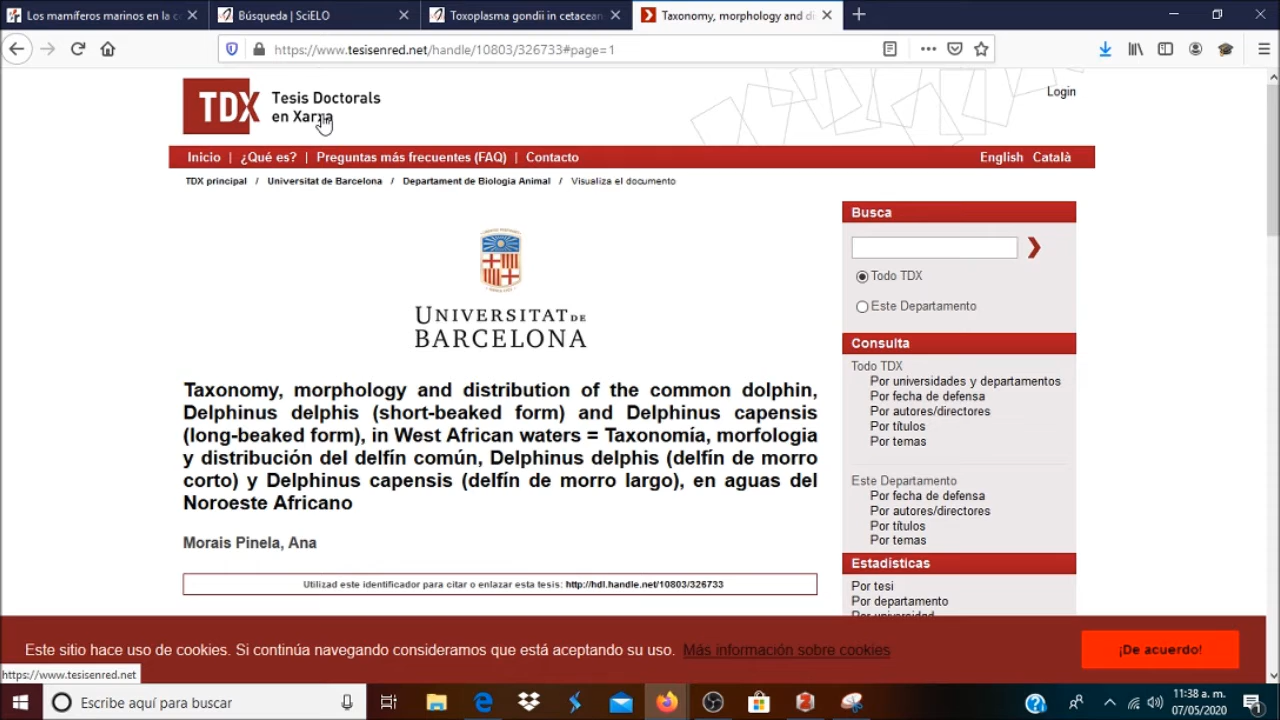 Los mamíferos marinos en la c
Búsqueda | SciELO
Toxoplasma gondii in cetacean
Taxonomy, morphology and di
https://www.tesisenred.net/handle/10803/326733#page=1
TDX
Tesis Doctorals
en Xarxa
Login
Inicio | ¿Qué es? | Preguntas más frecuentes (FAQ) | Contacto
English Català
TDX principal / Universitat de Barcelona / Departament de Biologia Animal / Visualiza el documento
UNIVERSITAT DE
BARCELONA
Taxonomy, morphology and distribution of the common dolphin,
Delphinus delphis (short-beaked form) and Delphinus capensis
(long-beaked form), in West African waters = Taxonomía, morfologia
y distribución del delfín común, Delphinus delphis (delfín de morro
corto) y Delphinus capensis (delfín de morro largo), en aguas del
Noroeste Africano
Morais Pinela, Ana
Utilizad este identificador para citar o enlazar esta tesis: http://hdl.handle.net/10803/326733
Busca
Todo TDX
Este Departamento
Consulta
Todo TDX
Por universidades y departamentos
Por fecha de defensa
Por autores/directores
Por títulos
Por temas
Este Departamento
Por fecha de defensa
Por autores/directores
Por títulos
Por temas
Estadísticas
Por tesi
Por departamento
Por universidad
Este sitio hace uso de cookies. Si continúa navegando consideramos que está aceptando su uso. Más información sobre cookies
¡De acuerdo!
https://www.tesisenred.net
Escribe aquí para buscar
11:38 a. m.
07/05/2020
1